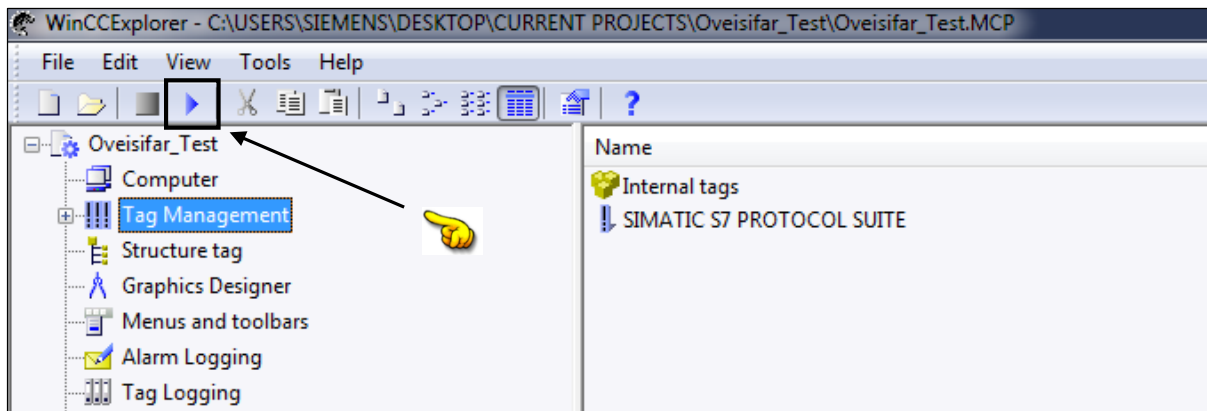 WinCCExplorer - C:\USERS\SIEMENS\DESKTOP\CURRENT PROJECTS\Oveisifar_Test\Oveisifar_Test.MCP
File Edit View Tools Help
Oveisifar_Test
Computer
Tag Management
Structure tag
Graphics Designer
Menus and toolbars
Alarm Logging
Tag Logging
Name
Internal tags
SIMATIC S7 PROTOCOL SUITE